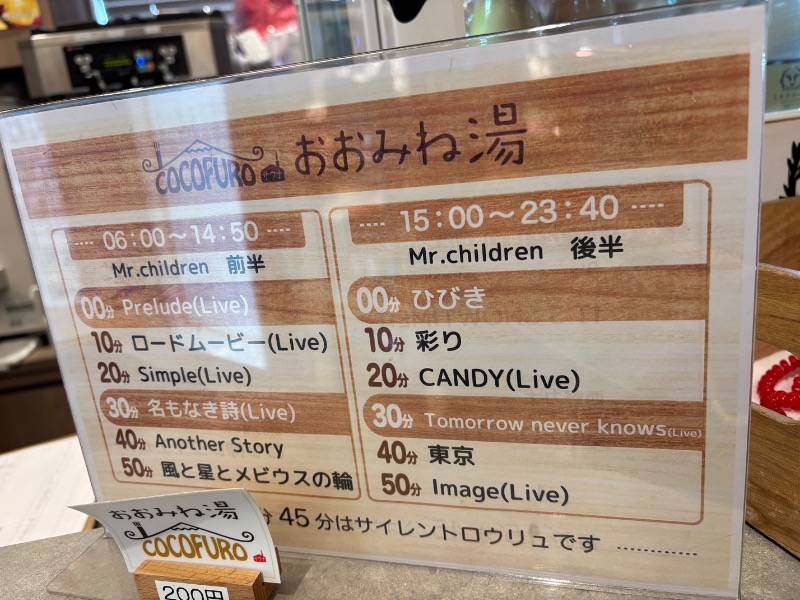 COCOFURO サウナ おおみね湯
06:00～14:50
Mr.children 前半
00分 Prelude(Live)
10分 ロードムービー(Live)
20分 Simple(Live)
30分 名もなき詩(Live)
40分 Another Story
50分 風と星とメビウスの輪
15:00～23:40
Mr.children 後半
00分 ひびき
10分 彩り
20分 CANDY(Live)
30分 Tomorrow never knows(Live)
40分 東京
50分 Image(Live)
分 45分はサイレントロウリュです
おおみね湯
COCOFURO
200円